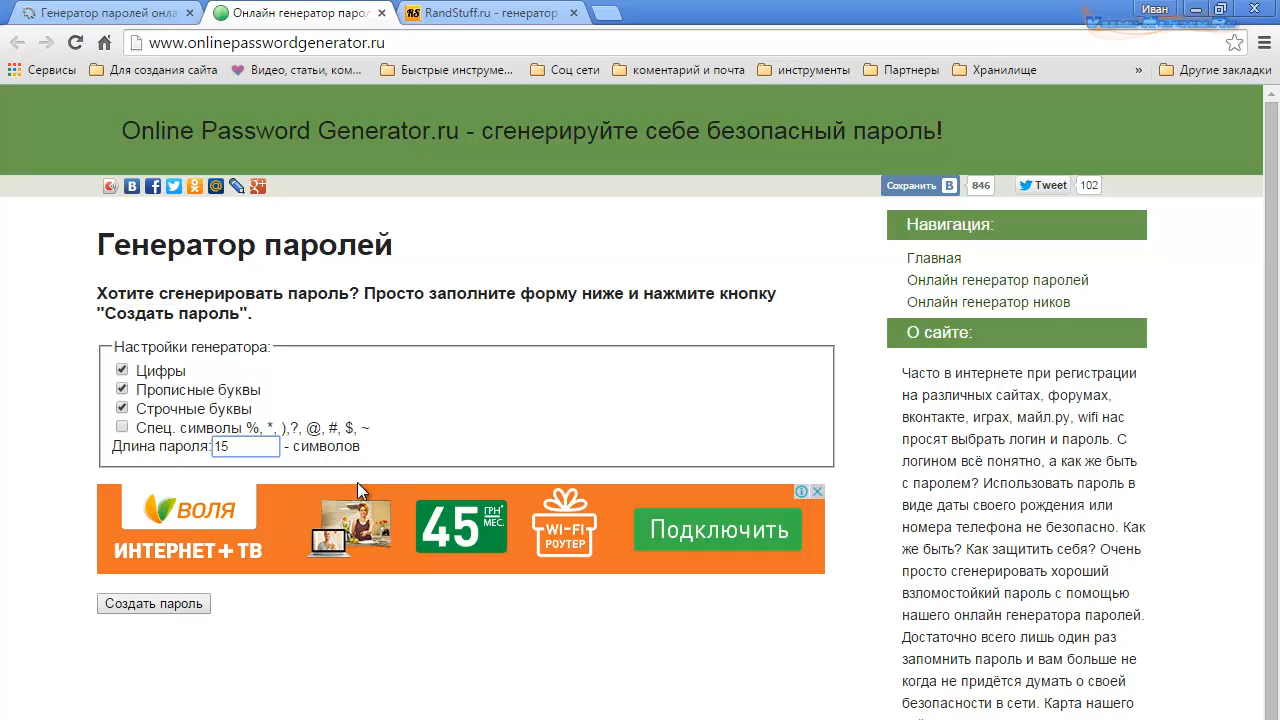 Генератор паролей онла
Онлайн генератор паро
RandStuff.ru - генератор
Иван
www.onlinepasswordgenerator.ru
Сервисы
Для создания сайта
Видео, статьи, ком...
Быстрые инструме...
Соц сети
коментарий и почта
инструменты
Партнеры
Хранилище
»
Другие закладки
Online Password Generator.ru - сгенерируйте себе безопасный пароль!
Сохранить
846
Tweet
102
Генератор паролей
Хотите сгенерировать пароль? Просто заполните форму ниже и нажмите кнопку
"Создать пароль".
Настройки генератора:
Цифры
Прописные буквы
Строчные буквы
Спец. символы %, *, ),?, @, #, $, ~
Длина пароля: 15 - символов
ВОЛЯ
ИНТЕРНЕТ+ТВ
45 ГРН*
МЕС.
WI-FI
РОУТЕР
Подключить
Создать пароль
Навигация:
Главная
Онлайн генератор паролей
Онлайн генератор ников
О сайте:
Часто в интернете при регистрации
на различных сайтах, форумах,
вконтакте, играх, майл.ру, wifi нас
просят выбрать логин и пароль. С
логином всё понятно, а как же быть
с паролем? Использовать пароль в
виде даты своего рождения или
номера телефона не безопасно. Как
же быть? Как защитить себя? Очень
просто сгенерировать хороший
взломостойкий пароль с помощью
нашего онлайн генератора паролей.
Достаточно всего лишь один раз
запомнить пароль и вам больше не
когда не придётся думать о своей
безопасности в сети. Карта нашего